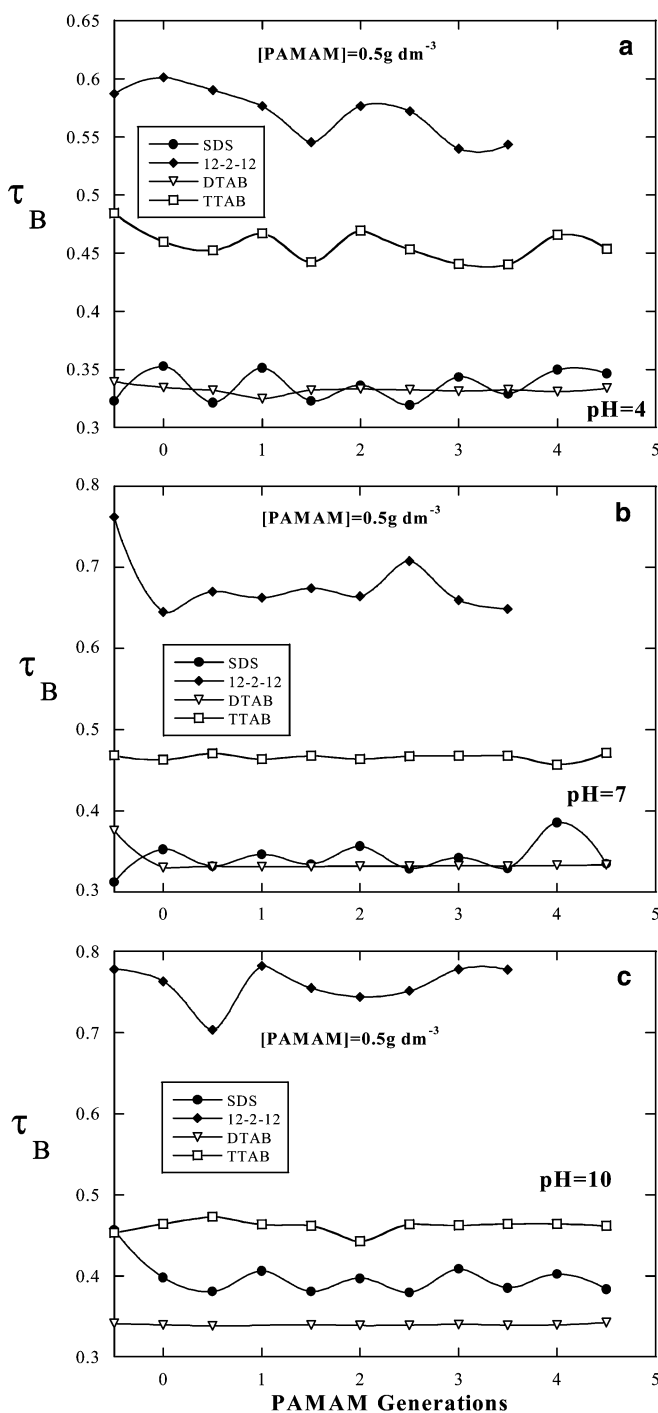 a
[PAMAM]=0.5g dm-3
0.65
0.6
0.55
0.5
0.45
0.4
0.35
0.3
τB
SDS
12-2-12
DTAB
TTAB
pH=4
0 1 2 3 4 5
b
[PAMAM]=0.5g dm-3
0.8
0.7
0.6
0.5
0.4
0.3
τB
SDS
12-2-12
DTAB
TTAB
pH=7
0 1 2 3 4 5
c
[PAMAM]=0.5g dm-3
0.8
0.7
0.6
0.5
0.4
0.3
τB
SDS
12-2-12
DTAB
TTAB
pH=10
0 1 2 3 4 5
PAMAM Generations